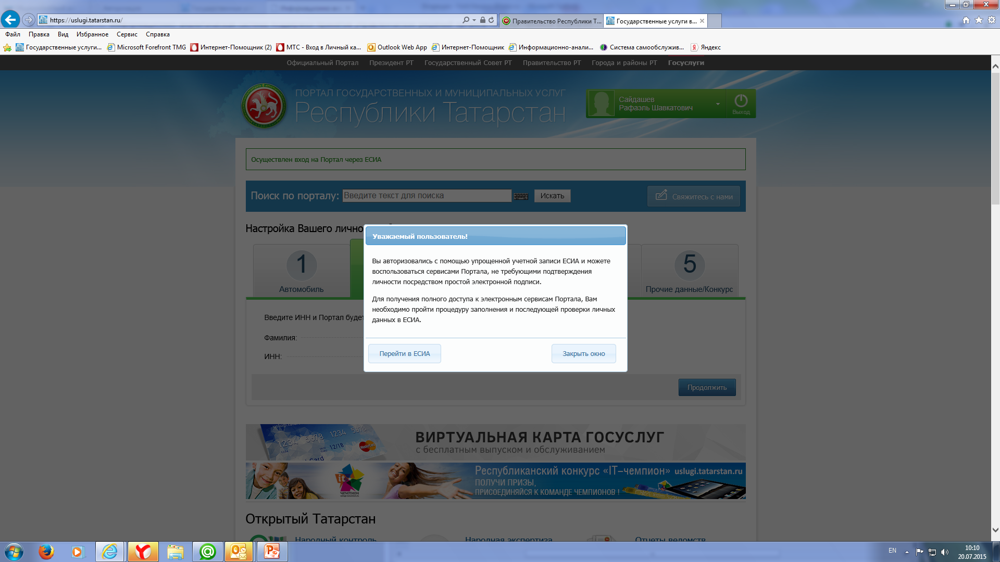 https://uslugi.tatarstan.ru/
Правительство Республики Т...
Государственные услуги в...
Файл Правка Вид Избранное Сервис Справка
Государственные услуги... Microsoft Forefront TMG Интернет-Помощник (2) МТС - Вход в Личный ка... Outlook Web App Интернет-Помощник Информационно-анали... Система самообслужив... Яндекс
Официальный Портал Президент РТ Государственный Совет РТ Правительство РТ Города и районы РТ Госуслуги
ПОРТАЛ ГОСУДАРСТВЕННЫХ И МУНИЦИПАЛЬНЫХ УСЛУГ
Республики Татарстан
Сайдашев
Рафаэль Шавкатович
Выход
Осуществлен вход на Портал через ЕСИА
Поиск по порталу: Введите текст для поиска Искать Свяжитесь с нами
Настройка Вашего лично
1
Автомобиль
5
Прочие данные/Конкурс
Уважаемый пользователь!
Вы авторизовались с помощью упрощенной учетной записи ЕСИА и можете
воспользоваться сервисами Портала, не требующими подтверждения
личности посредством простой электронной подписи.
Для получения полного доступа к электронным сервисам Портала, Вам
необходимо пройти процедуру заполнения и последующей проверки личных
данных в ЕСИА.
Перейти в ЕСИА Закрыть окно
Введите ИНН и Портал будет
Фамилия:
ИНН:
Продолжить
1234 5678 1234 5678
12/18
MasterCard
ВИРТУАЛЬНАЯ КАРТА ГОСУСЛУГ
с бесплатным выпуском и обслуживанием
it
чемпион
uslugi.tatarstan.ru
Республиканский конкурс «IT–чемпион» uslugi.tatarstan.ru
ПОЛУЧИ ПРИЗЫ,
ПРИСОЕДИНЯЙСЯ К КОМАНДЕ ЧЕМПИОНОВ !
Открытый Татарстан
Народный контроль Народная экспертиза Отчеты ведомств
EN
10:10
20.07.2015